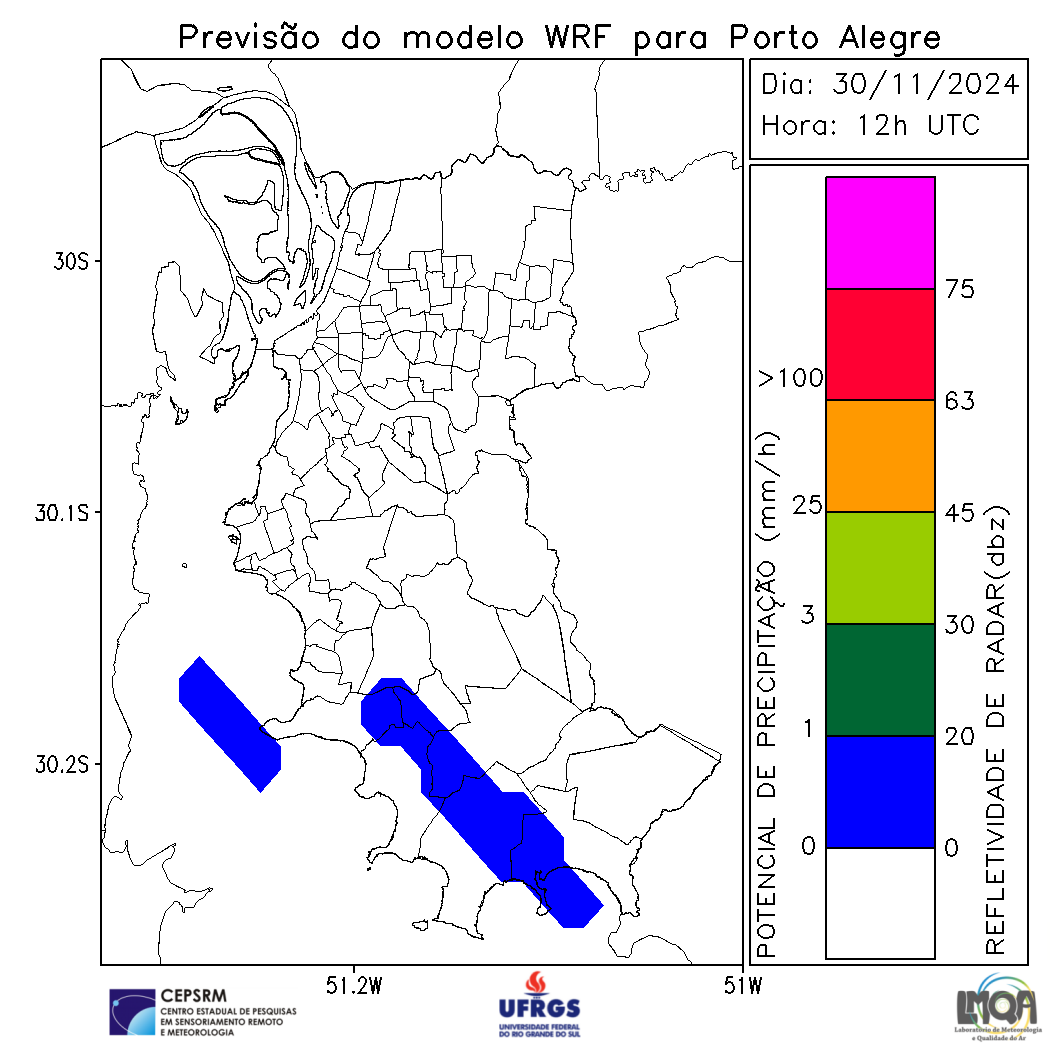 Previsão do modelo WRF para Porto Alegre
Dia: 30/11/2024
Hora: 12h UTC
30S
30.1S
30.2S
51.2W
51W
POTENCIAL DE PRECIPITAÇÃO (mm/h)
>100
25
3
1
0
75
63
45
30
20
0
REFLETIVIDADE DE RADAR(dbz)
CEPSRM
CENTRO ESTADUAL DE PESQUISAS
EM SENSORIAMENTO REMOTO
E METEOROLOGIA
UFRGS
UNIVERSIDADE FEDERAL
DO RIO GRANDE DO SUL
LMQA
Laboratório de Meteorologia
e Qualidade do Ar